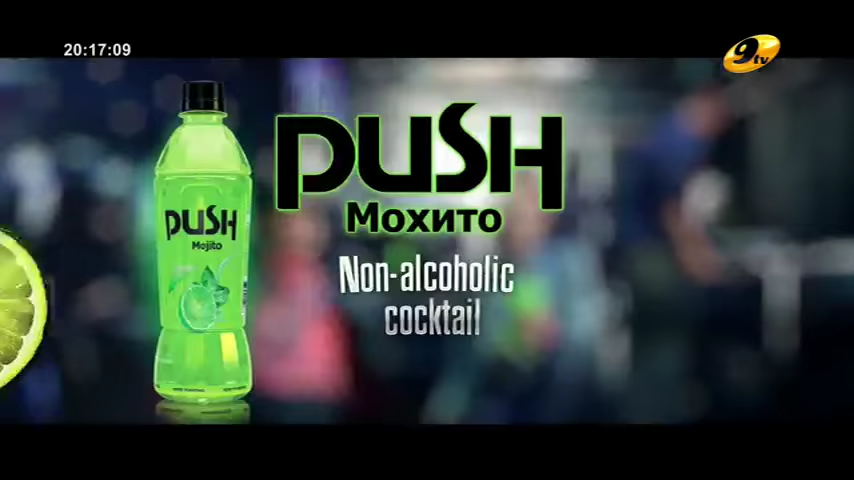 20:17:09
9tv
PUSH
Мохито
Non-alcoholic
cocktail
PUSH
Mojito